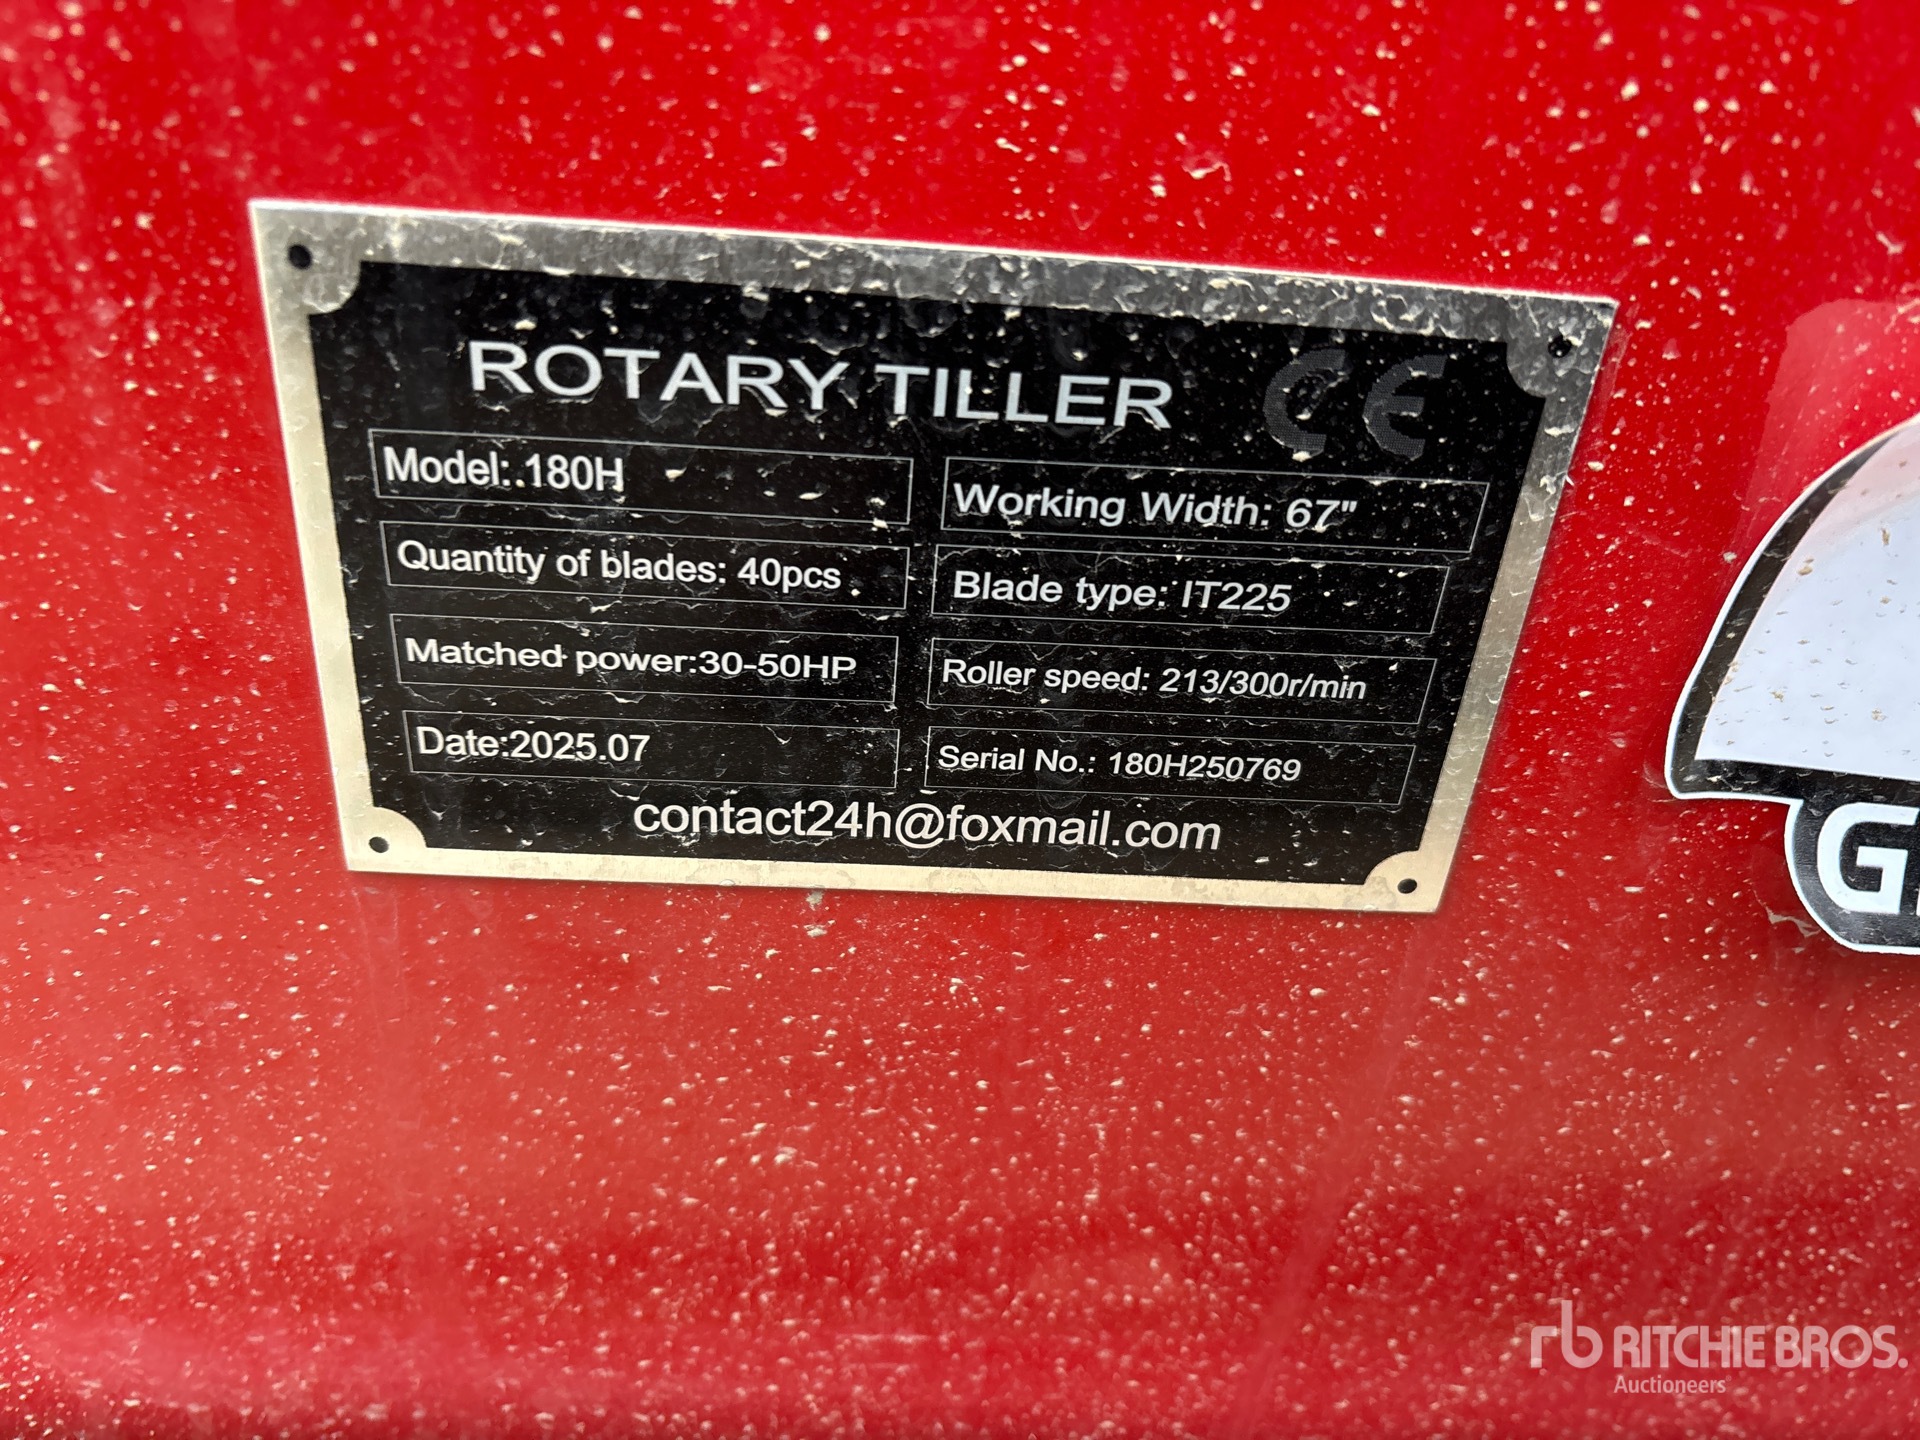 ROTARY TILLER CE
Model:.180H
Working Width: 67"
Quantity of blades: 40pcs
Blade type: IT225
Matched power:30-50HP
Roller speed: 213/300r/min
Date:2025.07
Serial No.: 180H250769
contact24h@foxmail.com
G
rb RITCHIE BROS.
Auctioneers